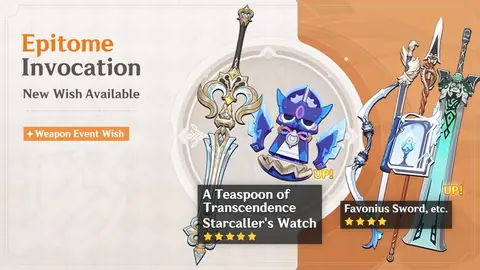 Epitome
Invocation
New Wish Available
+ Weapon Event Wish
UP!
A Teaspoon of
Transcendence
Starcaller's Watch
UP!
Favonius Sword, etc.